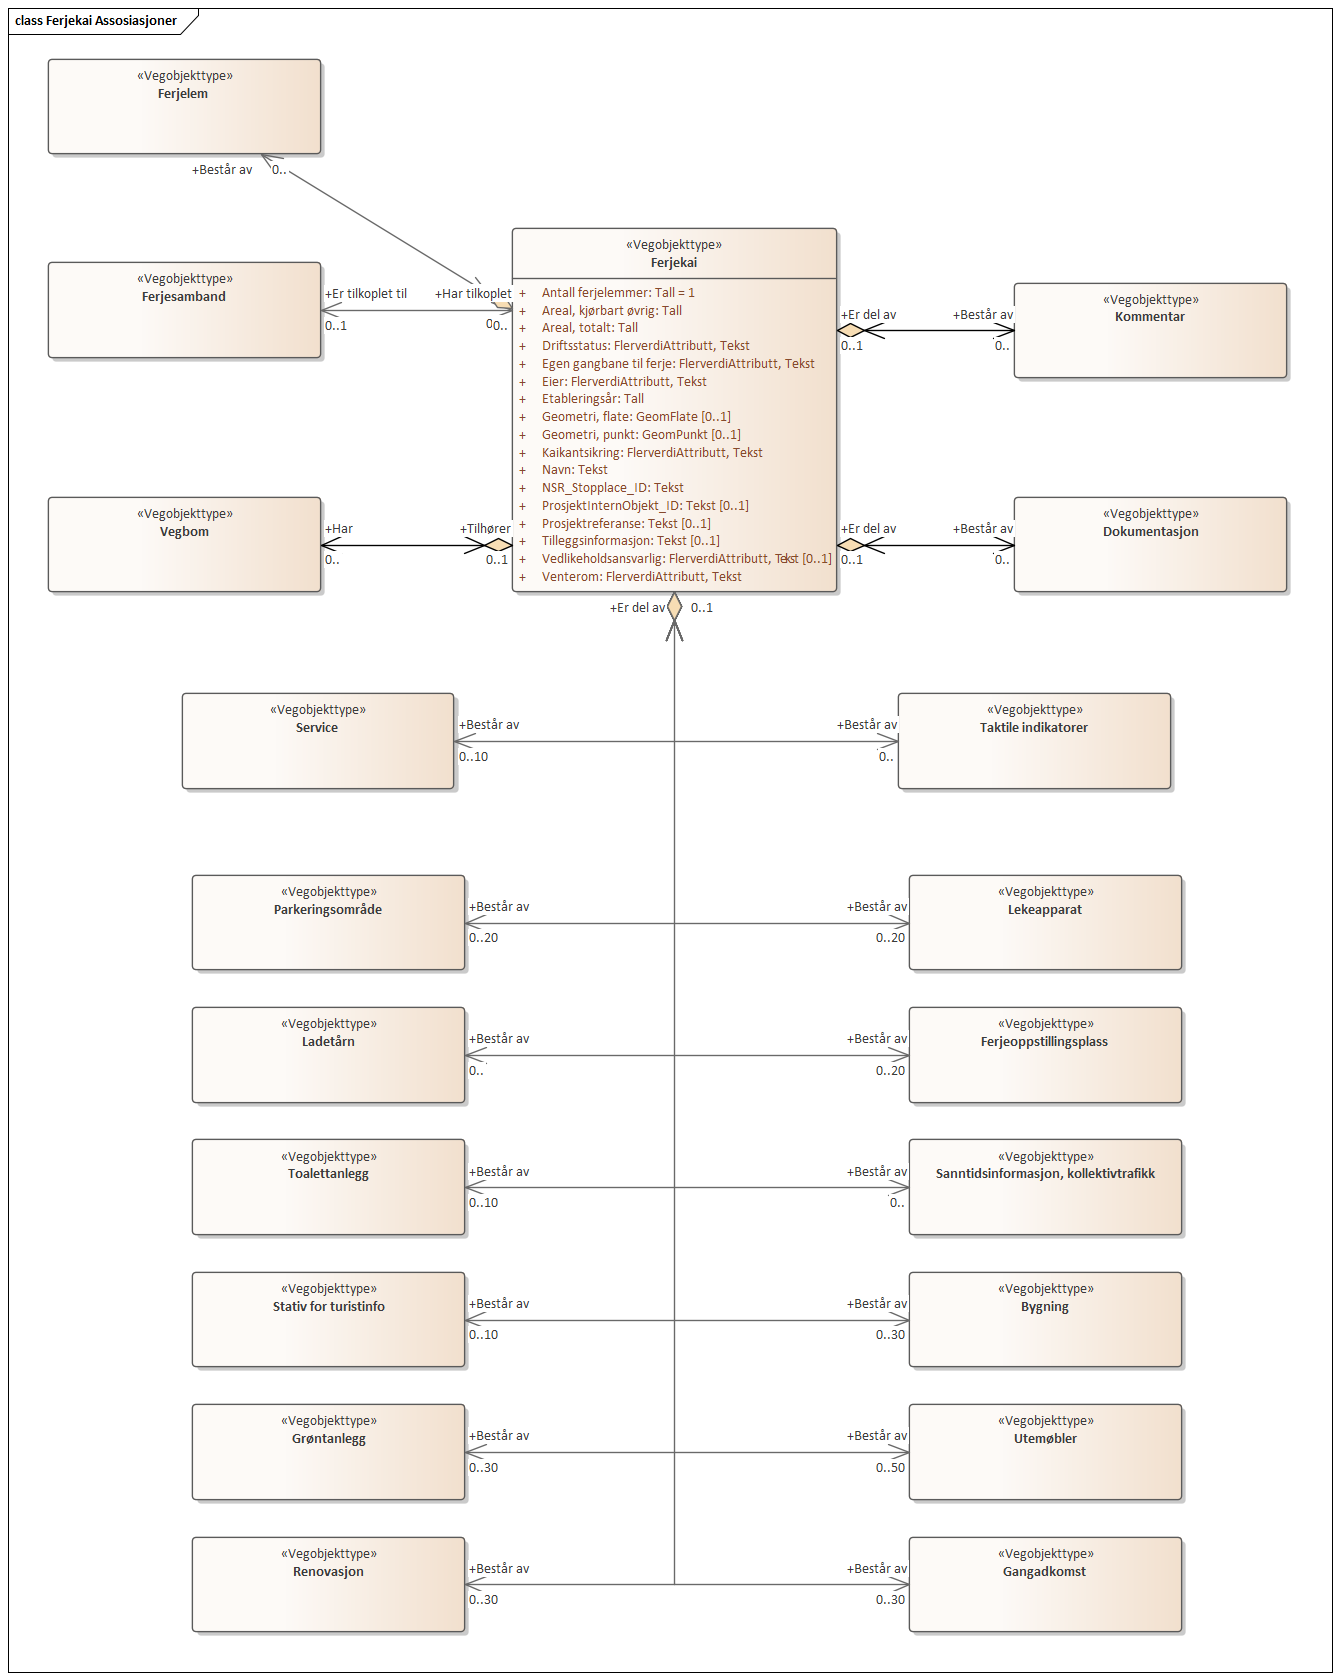 class Ferjekai Assosiasjoner
«Vegobjekttype»
Ferjelem
+Består av
0..
«Vegobjekttype»
Ferjesamband
+Er tilkoplet til
0..1
+Har tilkoplet
0..
«Vegobjekttype»
Ferjekai
+ Antall ferjelemmer: Tall = 1
+ Areal, kjørbart øvrig: Tall
+ Areal, totalt: Tall
+ Driftsstatus: FlerverdiAttributt, Tekst
+ Egen gangbane til ferje: FlerverdiAttributt, Tekst
+ Eier: FlerverdiAttributt, Tekst
+ Etableringsår: Tall
+ Geometri, flate: GeomFlate [0..1]
+ Geometri, punkt: GeomPunkt [0..1]
+ Kaikantsikring: FlerverdiAttributt, Tekst
+ Navn: Tekst
+ NSR_Stopplace_ID: Tekst
+ ProsjektInternObjekt_ID: Tekst [0..1]
+ Prosjektreferanse: Tekst [0..1]
+ Tilleggsinformasjon: Tekst [0..1]
+ Vedlikeholdsansvarlig: FlerverdiAttributt, Tekst [0..1]
+ Venterom: FlerverdiAttributt, Tekst
+Er del av
0..1
+Består av
0..
«Vegobjekttype»
Kommentar
«Vegobjekttype»
Vegbom
+Har
0..
+Tilhører
0..1
+Er del av
0..1
+Består av
0..
«Vegobjekttype»
Dokumentasjon
+Er del av
0..1
«Vegobjekttype»
Service
+Består av
0..10
+Består av
0..
«Vegobjekttype»
Taktile indikatorer
«Vegobjekttype»
Parkeringsområde
+Består av
0..20
+Består av
0..20
«Vegobjekttype»
Lekeapparat
«Vegobjekttype»
Ladetårn
+Består av
0..
+Består av
0..20
«Vegobjekttype»
Ferjeoppstillingsplass
«Vegobjekttype»
Toalettanlegg
+Består av
0..10
+Består av
0..
«Vegobjekttype»
Sanntidsinformasjon, kollektivtrafikk
«Vegobjekttype»
Stativ for turistinfo
+Består av
0..10
+Består av
0..30
«Vegobjekttype»
Bygning
«Vegobjekttype»
Grøntanlegg
+Består av
0..30
+Består av
0..50
«Vegobjekttype»
Utemøbler
«Vegobjekttype»
Renovasjon
+Består av
0..30
+Består av
0..30
«Vegobjekttype»
Gangadkomst